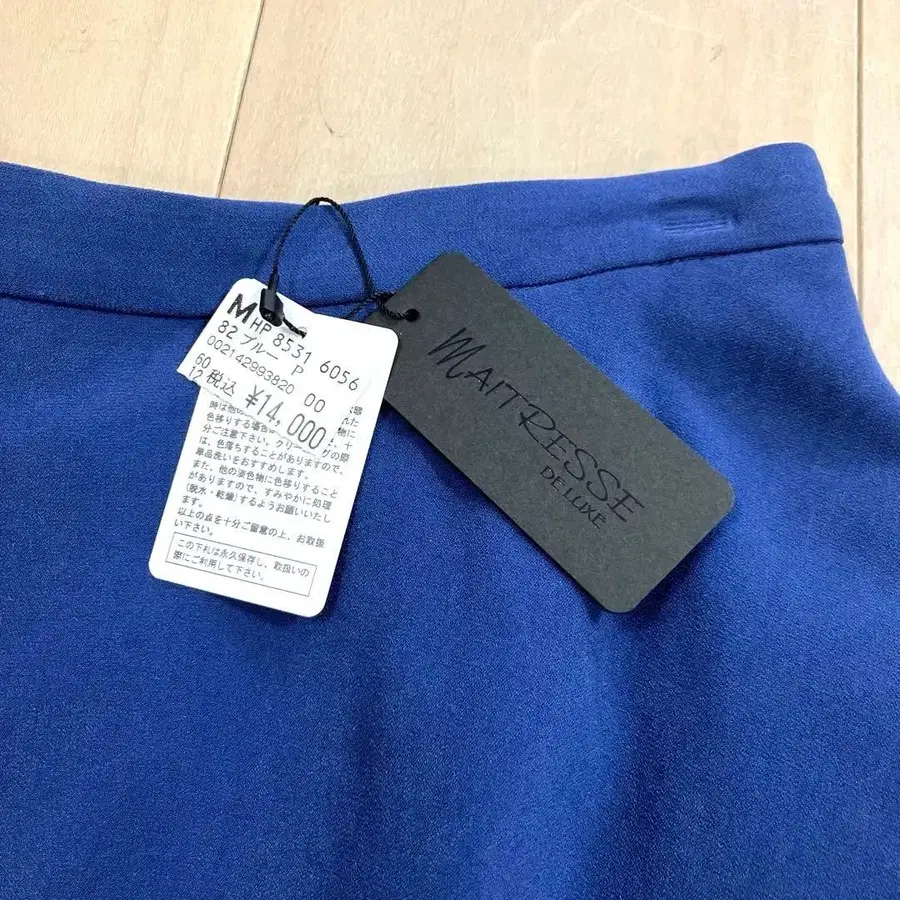 M
HP 8531 6056
82 ブルー P
002142993820 00
60
12 税込 ¥14,000
色移りする場合
分ご注意下さい。クリーニングの際
は、色落ちすることがありますので、
単品洗いをおすすめします。
また、他の淡色物に色移りすること
がありますので、すみやかに処理
(脱水・乾燥)するようお願いいたし
ます。
以上の点を十分ご留意の上、お取扱
い下さい。
この下札は永久保存し、取扱いの
際にご利用して下さい。
MAITRESSE
DE LUXE